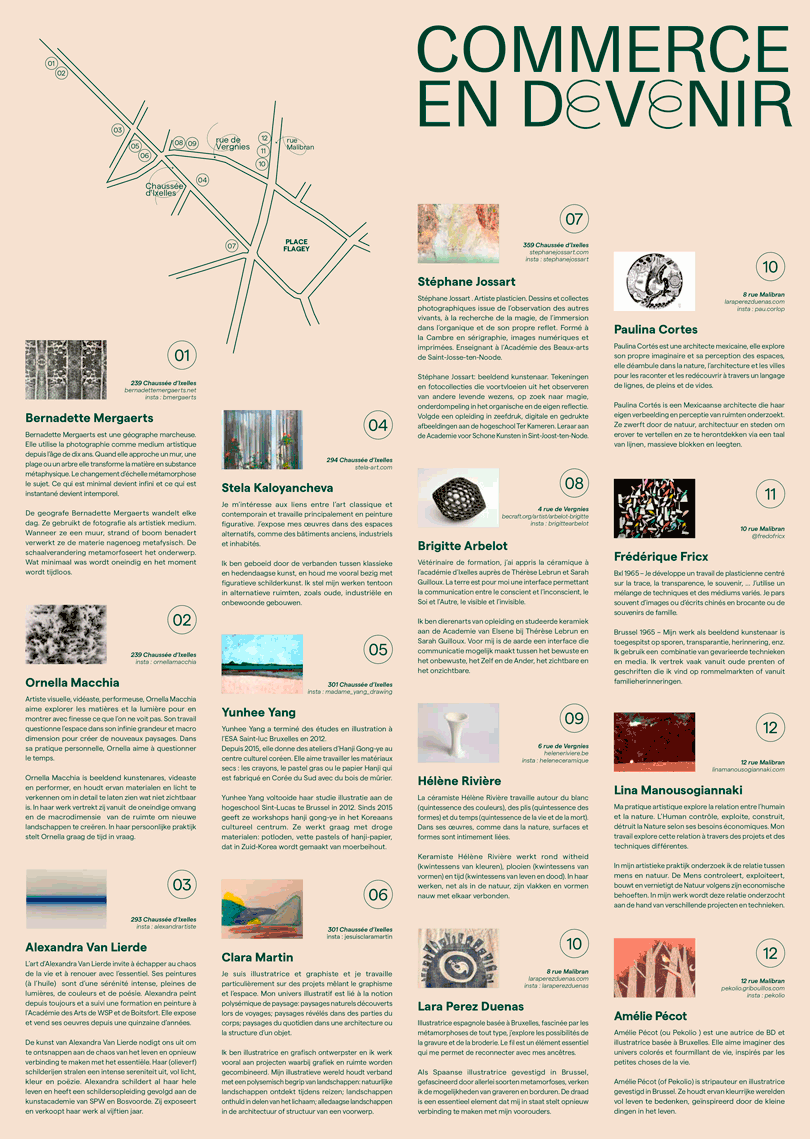 COMMERCE
EN DEVENIR
01
02
03
05
06
08
09
rue de
Vergnies
12
11
10
rue
Malibran
Chaussée
d'Ixelles
04
07
PLACE
FLAGEY
01
239 Chaussée d'Ixelles
bernadettemergaerts.net
insta : bmergaerts
Bernadette Mergaerts
Bernadette Mergaerts est une géographe marcheuse.
Elle utilise la photographie comme medium artistique
depuis l'âge de dix ans. Quand elle approche un mur, une
plage ou un arbre elle transforme la matière en substance
métaphysique. Le changement d'échelle métamorphose
le sujet. Ce qui est minimal devient infini et ce qui est
instantané devient intemporel.
De geografe Bernadette Mergaerts wandelt elke
dag. Ze gebruikt de fotografie als artistiek medium.
Wanneer ze een muur, strand of boom benadert
verwerkt ze de materie nagenoeg metafysisch. De
schaalverandering metamorfoseert het onderwerp.
Wat minimaal was wordt oneindig en het moment
wordt tijdloos.
02
239 Chaussée d'Ixelles
insta : ornellamacchia
Ornella Macchia
Artiste visuelle, vidéaste, performeuse, Ornella Macchia
aime explorer les matières et la lumière pour en
montrer avec finesse ce que l'on ne voit pas. Son travail
questionne l'espace dans son infinie grandeur et macro
dimension pour créer de nouveaux paysages. Dans
sa pratique personnelle, Ornella aime à questionner
le temps.
Ornella Macchia is beeldend kunstenares, videaste
en performer, en houdt ervan materialen en licht te
verkennen om in detail te laten zien wat niet zichtbaar
is. In haar werk vertrekt zij vanuit de oneindige omvang
en de macrodimensie van de ruimte om nieuwe
landschappen te creëren. In haar persoonlijke praktijk
stelt Ornella graag de tijd in vraag.
03
293 Chaussée d'Ixelles
insta : alexandrartiste
Alexandra Van Lierde
L'art d'Alexandra Van Lierde invite à échapper au chaos
de la vie et à renouer avec l'essentiel. Ses peintures
(à l'huile) sont d'une sérénité intense, pleines de
lumières, de couleurs et de poésie. Alexandra peint
depuis toujours et a suivi une formation en peinture à
l'Académie des Arts de WSP et de Boitsfort. Elle expose
et vend ses oeuvres depuis une quinzaine d'années.
De kunst van Alexandra Van Lierde nodigt ons uit om
te ontsnappen aan de chaos van het leven en opnieuw
verbinding te maken met het essentiële. Haar (olieverf)
schilderijen stralen een intense sereniteit uit, vol licht,
kleur en poëzie. Alexandra schildert al haar hele
leven en heeft een schildersopleiding gevolgd aan de
kunstacademie van SPW en Bosvoorde. Zij exposeert
en verkoopt haar werk al vijftien jaar.
04
294 Chaussée d'Ixelles
stela-art.com
Stela Kaloyancheva
Je m'intéresse aux liens entre l'art classique et
contemporain et travaille principalement en peinture
figurative. J'expose mes œuvres dans des espaces
alternatifs, comme des bâtiments anciens, industriels
et inhabités.
Ik ben geboeid door de verbanden tussen klassieke
en hedendaagse kunst, en houd me vooral bezig met
figuratieve schilderkunst. Ik stel mijn werken tentoon
in alternatieve ruimten, zoals oude, industriële en
onbewoonde gebouwen.
05
301 Chaussée d'Ixelles
insta : madame_yang_drawing
Yunhee Yang
Yunhee Yang a terminé des études en illustration à
l'ESA Saint-luc Bruxelles en 2012.
Depuis 2015, elle donne des ateliers d'Hanji Gong-ye au
centre culturel coréen. Elle aime travailler les matériaux
secs : les crayons, le pastel gras ou le papier Hanji qui
est fabriqué en Corée du Sud avec du bois de mûrier.
Yunhee Yang voltooide haar studie illustratie aan de
hogeschool Sint-Lucas te Brussel in 2012. Sinds 2015
geeft ze workshops hanji gong-ye in het Koreaans
cultureel centrum. Ze werkt graag met droge
materialen: potloden, vette pastels of hanji-papier,
dat in Zuid-Korea wordt gemaakt van moerbeihout.
06
301 Chaussée d'Ixelles
insta : jesuisclaramartin
Clara Martin
Je suis illustratrice et graphiste et je travaille
particulièrement sur des projets mêlant le graphisme
et l'espace. Mon univers illustratif est lié à la notion
polysémique de paysage: paysages naturels découverts
lors de voyages; paysages révélés dans des parties du
corps; paysages du quotidien dans une architecture ou
la structure d'un objet.
Ik ben illustratrice en grafisch ontwerpster en ik werk
vooral aan projecten waarbij grafiek en ruimte worden
gecombineerd. Mijn illustratieve wereld houdt verband
met een polysemisch begrip van landschappen: natuurlijke
landschappen ontdekt tijdens reizen; landschappen
onthuld in delen van het lichaam; alledaagse landschappen
in de architectuur of structuur van een voorwerp.
07
359 Chaussée d'Ixelles
stephanejossart.com
insta : stephanejossart
Stéphane Jossart
Stéphane Jossart . Artiste plasticien. Dessins et collectes
photographiques issue de l'observation des autres
vivants, à la recherche de la magie, de l'immersion
dans l'organique et de son propre reflet. Formé à
la Cambre en sérigraphie, images numériques et
imprimées. Enseignant à l'Académie des Beaux-arts
de Saint-Josse-ten-Noode.
Stéphane Jossart: beeldend kunstenaar. Tekeningen
en fotocollecties die voortvloeien uit het observeren
van andere levende wezens, op zoek naar magie,
onderdompeling in het organische en de eigen reflectie.
Volgde een opleiding in zeefdruk, digitale en gedrukte
afbeeldingen aan de hogeschool Ter Kameren. Leraar aan
de Academie voor Schone Kunsten in Sint-Joost-ten-Node.
08
4 rue de Vergnies
becraft.org/artist/arbelot-brigitte
insta : brigittearbelot
Brigitte Arbelot
Vétérinaire de formation, j'ai appris la céramique à
l'académie d'Ixelles auprès de Thérèse Lebrun et Sarah
Guilloux. La terre est pour moi une interface permettant
la communication entre le conscient et l'inconscient, le
Soi et l'Autre, le visible et l'invisible.
Ik ben dierenarts van opleiding en studeerde keramiek
aan de Academie van Elsene bij Thérèse Lebrun en
Sarah Guilloux. Voor mij is de aarde een interface die
communicatie mogelijk maakt tussen het bewuste en
het onbewuste, het Zelf en de Ander, het zichtbare en
het onzichtbare.
09
6 rue de Vergnies
heleneriviere.be
insta : heleneceramique
Hélène Rivière
La céramiste Hélène Rivière travaille autour du blanc
(quintessence des couleurs), des plis (quintessence des
formes) et du temps (quintessence de la vie et de la mort).
Dans ses œuvres, comme dans la nature, surfaces et
formes sont intimement liées.
Keramiste Hélène Rivière werkt rond witheid
(kwintessens van kleuren), plooien (kwintessens van
vormen) en tijd (kwintessens van leven en dood). In haar
werken, net als in de natuur, zijn vlakken en vormen
nauw met elkaar verbonden.
10
8 rue Malibran
laraperezduenas.com
insta : laraperezduenas
Lara Perez Duenas
Illustratrice espagnole basée à Bruxelles, fascinée par les
métamorphoses de tout type, j'explore les possibilités de
la gravure et de la broderie. Le fil est un élément essentiel
qui me permet de reconnecter avec mes ancêtres.
Als Spaanse illustratrice gevestigd in Brussel,
gefascineerd door allerlei soorten metamorfoses, verken
ik de mogelijkheden van graveren en borduren. De draad
is een essentieel element dat mij in staat stelt opnieuw
verbinding te maken met mijn voorouders.
10
8 rue Malibran
laraperezduenas.com
insta : pau.corlop
Paulina Cortes
Paulina Cortés est une architecte mexicaine, elle explore
son propre imaginaire et sa perception des espaces,
elle déambule dans la nature, l'architecture et les villes
pour les raconter et les redécouvrir à travers un langage
de lignes, de pleins et de vides.
Paulina Cortés is een Mexicaanse architecte die haar
eigen verbeelding en perceptie van ruimten onderzoekt.
Ze zwerft door de natuur, architectuur en steden om
erover te vertellen en ze te herontdekken via een taal
van lijnen, massieve blokken en leegten.
11
10 rue Malibran
@fredofricx
Frédérique Fricx
Bxl 1965 – Je développe un travail de plasticienne centré
sur la trace, la transparence, le souvenir, ... J'utilise un
mélange de techniques et des médiums variés. Je pars
souvent d'images ou d'écrits chinés en brocante ou de
souvenirs de famille.
Brussel 1965 – Mijn werk als beeldend kunstenaar is
toegespitst op sporen, transparantie, herinnering, enz.
Ik gebruik een combinatie van gevarieerde technieken
en media. Ik vertrek vaak vanuit oude prenten of
geschriften die ik vind op rommelmarkten of vanuit
familieherinneringen.
12
12 rue Malibran
linamanousogiannaki.com
Lina Manousogiannaki
Ma pratique artistique explore la relation entre l'humain
et la nature. L'Human contrôle, exploite, construit,
détruit la Nature selon ses besoins économiques. Mon
travail explore cette relation à travers des projets et des
techniques différentes.
In mijn artistieke praktijk onderzoek ik de relatie tussen
mens en natuur. De Mens controleert, exploiteert,
bouwt en vernietigt de Natuur volgens zijn economische
behoeften. In mijn werk wordt deze relatie onderzocht
aan de hand van verschillende projecten en technieken.
12
12 rue Malibran
pekolio.gribouillos.com
insta : pekolio
Amélie Pécot
Amélie Pécot (ou Pekolio ) est une autrice de BD et
illustratrice basée à Bruxelles. Elle aime imaginer des
univers colorés et fourmillant de vie, inspirés par les
petites choses de la vie.
Amélie Pécot (of Pekolio) is stripauteur en illustratrice
gevestigd in Brussel. Ze houdt ervan kleurrijke werelden
vol leven te bedenken, geïnspireerd door de kleine
dingen in het leven.